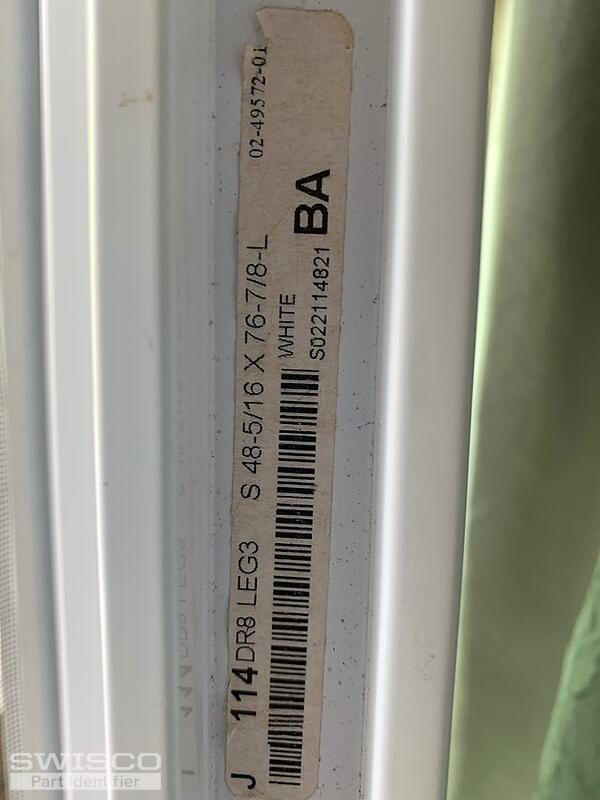 02-49572-01
J 114 DR8 LEG3 S 48-5/16 X 76-7/8-L
WHITE
S022114821 BA
SWISCO
Part Identifier